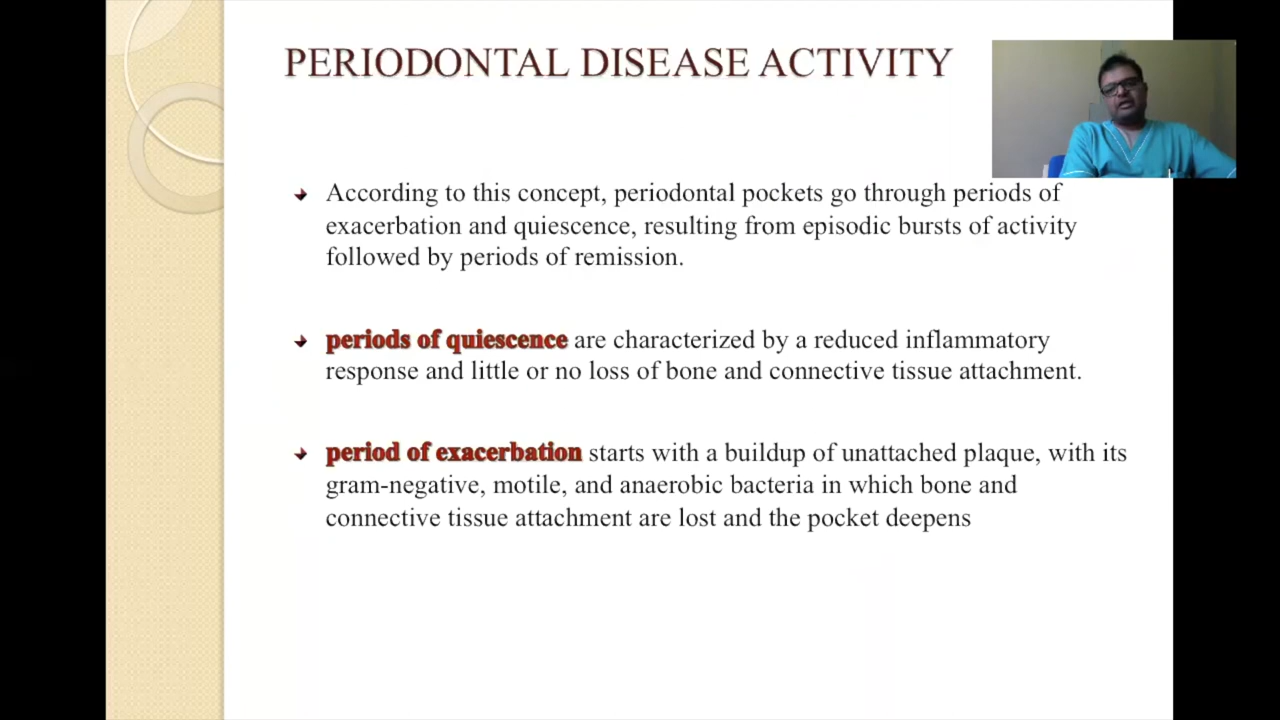 PERIODONTAL DISEASE ACTIVITY
According to this concept, periodontal pockets go through periods of
exacerbation and quiescence, resulting from episodic bursts of activity
followed by periods of remission.
periods of quiescence are characterized by a reduced inflammatory
response and little or no loss of bone and connective tissue attachment.
period of exacerbation starts with a buildup of unattached plaque, with its
gram-negative, motile, and anaerobic bacteria in which bone and
connective tissue attachment are lost and the pocket deepens